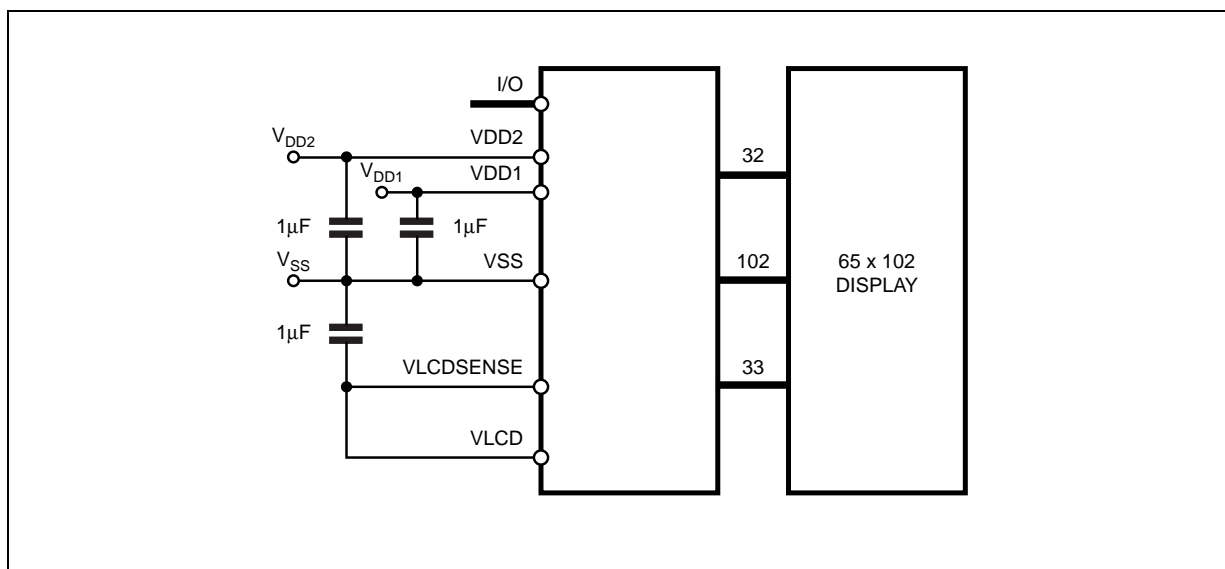 I/O
V_DD2
VDD2
V_DD1
VDD1
32
1μF
1μF
V_SS
VSS
102
65 x 102
DISPLAY
1μF
VLCDSENSE
33
VLCD